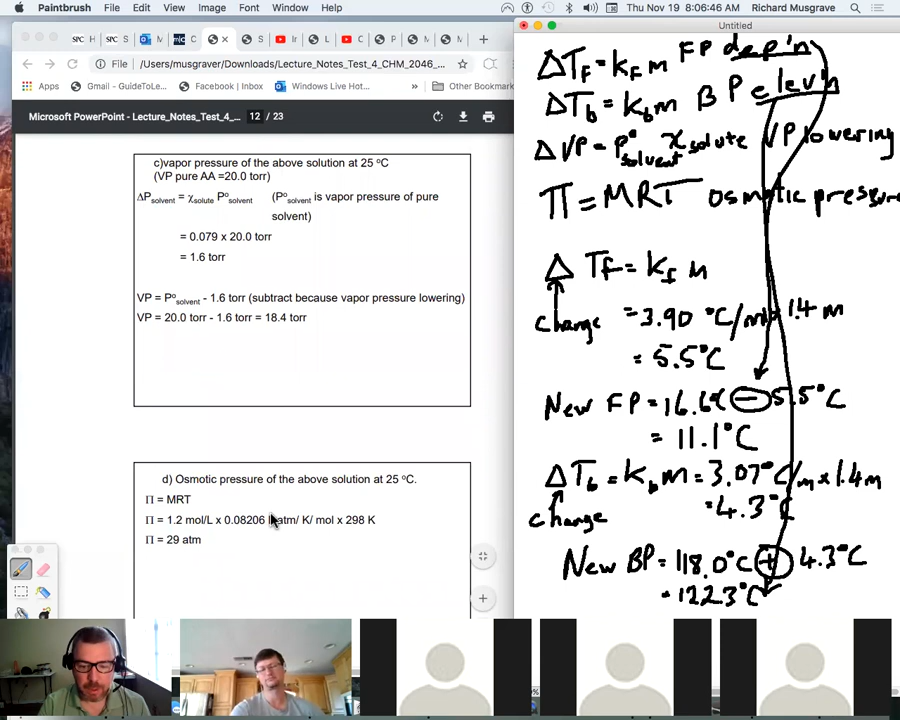 Paintbrush File Edit View Image Font Window Help
Thu Nov 19 8:06:46 AM Richard Musgrave
Untitled
File /Users/musgraver/Downloads/Lecture_Notes_Test_4_CHM_2046_...
Apps Gmail - GuideToLe... Facebook | Login Windows Live Hot... » Other Bookmark
Microsoft PowerPoint - Lecture_Notes_Test_4_... 12 / 23
c)vapor pressure of the above solution at 25 °C
(VP pure AA =20.0 torr)
ΔPsolvent = χsolute P°solvent (P°solvent is vapor pressure of pure
solvent)
= 0.079 x 20.0 torr
= 1.6 torr
VP = P°solvent - 1.6 torr (subtract because vapor pressure lowering)
VP = 20.0 torr - 1.6 torr = 18.4 torr
d) Osmotic pressure of the above solution at 25 °C.
Π = MRT
Π = 1.2 mol/L x 0.08206 atm/ K/ mol x 298 K
Π = 29 atm
ΔTf = kf m FP dep'n
ΔTb = kb m BP elev'n
ΔVP = P°solvent χsolute VP lowering
Π = MRT osmotic pressure
ΔTf = kf m
change = 3.90 °C/m x 1.4 m
= 5.5°C
New FP = 16.6°C - 5.5°C
= 11.1°C
ΔTb = kb m = 3.07°C/m x 1.4m
change = 4.3°C
New BP = 118.0°C + 4.3°C
= 122.3°C